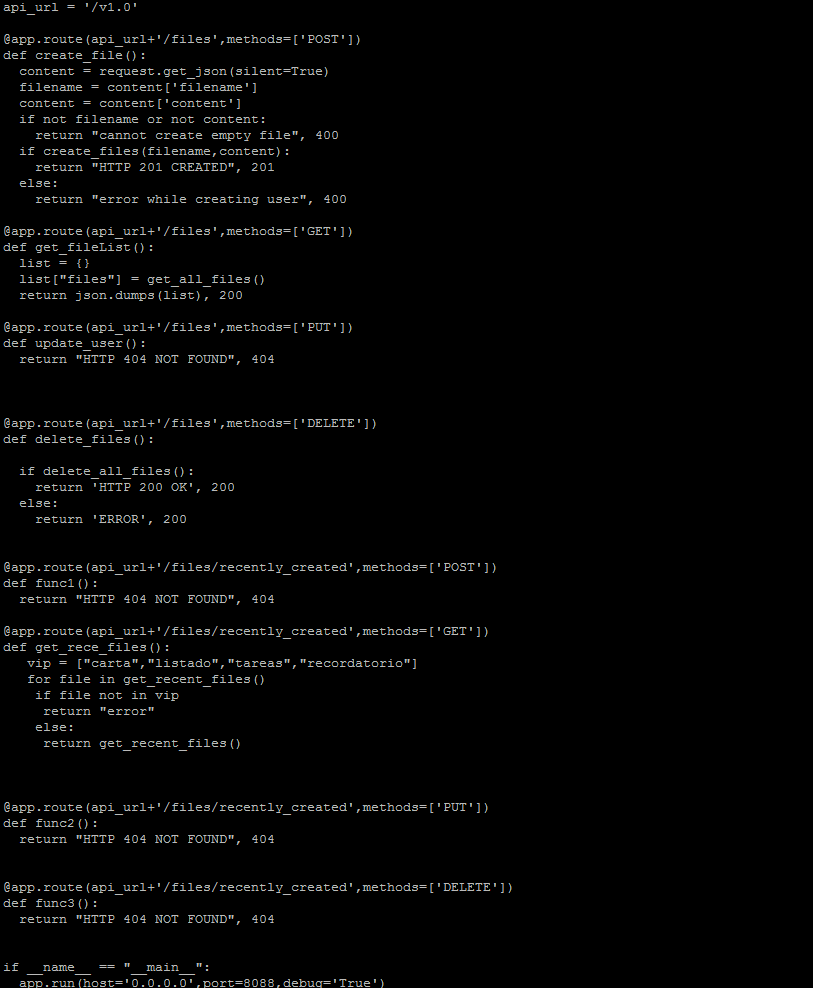 api_url = '/v1.0'
@app.route(api_url+'/files',methods=['POST'])
def create_file():
  content = request.get_json(silent=True)
  filename = content['filename']
  content = content['content']
  if not filename or not content:
    return "cannot create empty file", 400
  if create_files(filename,content):
    return "HTTP 201 CREATED", 201
  else:
    return "error while creating user", 400
@app.route(api_url+'/files',methods=['GET'])
def get_fileList():
  list = {}
  list["files"] = get_all_files()
  return json.dumps(list), 200
@app.route(api_url+'/files',methods=['PUT'])
def update_user():
  return "HTTP 404 NOT FOUND", 404
@app.route(api_url+'/files',methods=['DELETE'])
def delete_files():
  if delete_all_files():
    return 'HTTP 200 OK', 200
  else:
    return 'ERROR', 200
@app.route(api_url+'/files/recently_created',methods=['POST'])
def func1():
  return "HTTP 404 NOT FOUND", 404
@app.route(api_url+'/files/recently_created',methods=['GET'])
def get_rece_files():
   vip = ["carta","listado","tareas","recordatorio"]
   for file in get_recent_files()
    if file not in vip
     return "error"
    else:
     return get_recent_files()
@app.route(api_url+'/files/recently_created',methods=['PUT'])
def func2():
  return "HTTP 404 NOT FOUND", 404
@app.route(api_url+'/files/recently_created',methods=['DELETE'])
def func3():
  return "HTTP 404 NOT FOUND", 404
if __name__ == "__main__":
  app.run(host='0.0.0.0',port=8088,debug='True')